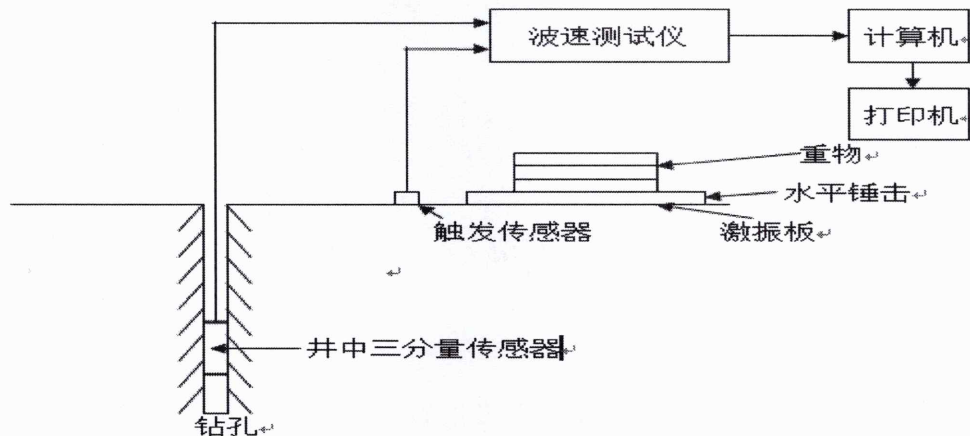 波速测试仪
计算机
打印机
重物
水平锤击
触发传感器
激振板
井中三分量传感器
钻孔